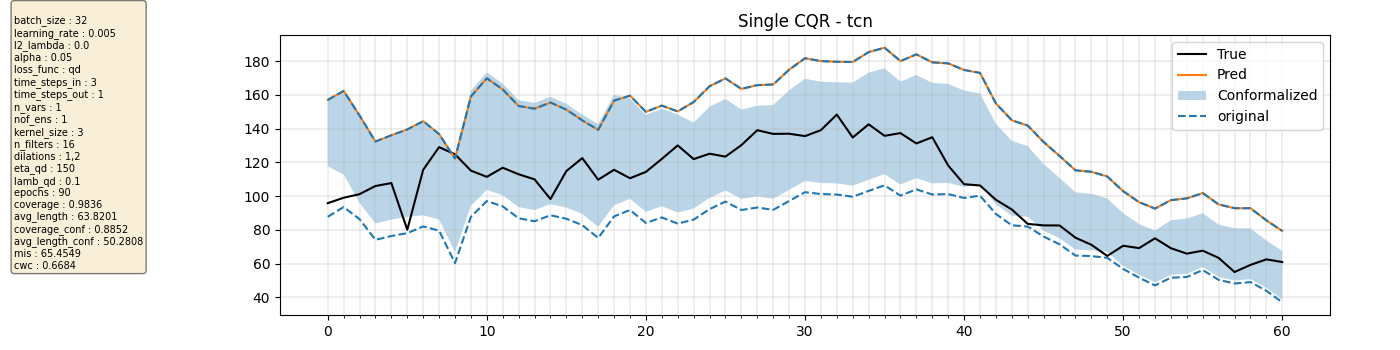 batch_size : 32
learning_rate : 0.005
l2_lambda : 0.0
alpha : 0.05
loss_func : qd
time_steps_in : 3
time_steps_out : 1
n_vars : 1
nof_ens : 1
kernel_size : 3
n_filters : 16
dilations : 1,2
eta_qd : 150
lamb_qd : 0.1
epochs : 90
coverage : 0.9836
avg_length : 63.8201
coverage_conf : 0.8852
avg_length_conf : 50.2808
mis : 65.4549
cwc : 0.6684
Single CQR - tcn
180
160
140
120
100
80
60
40
0 10 20 30 40 50 60
True
Pred
Conformalized
original